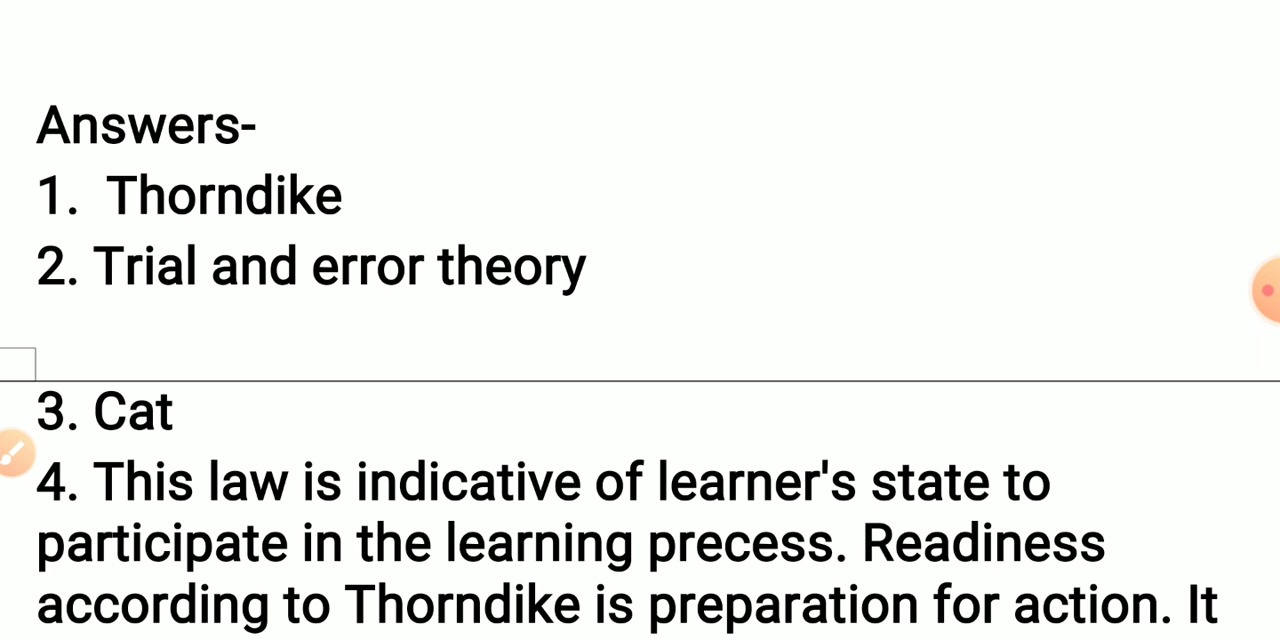 Answers-
1. Thorndike
2. Trial and error theory
3. Cat
4. This law is indicative of learner's state to
participate in the learning precess. Readiness
according to Thorndike is preparation for action. It